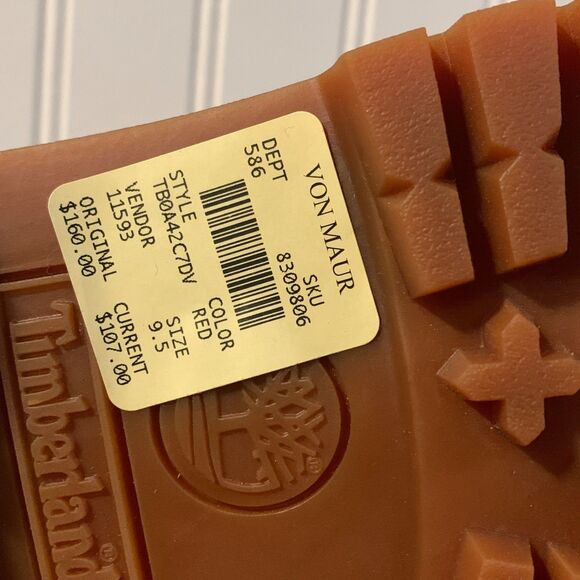 VON MAUR
DEPT SKU
586 8309806
STYLE COLOR
TB0A42C7DV RED
VENDOR SIZE
11593 9.5
ORIGINAL CURRENT
$160.00 $107.00
Timberland®
®